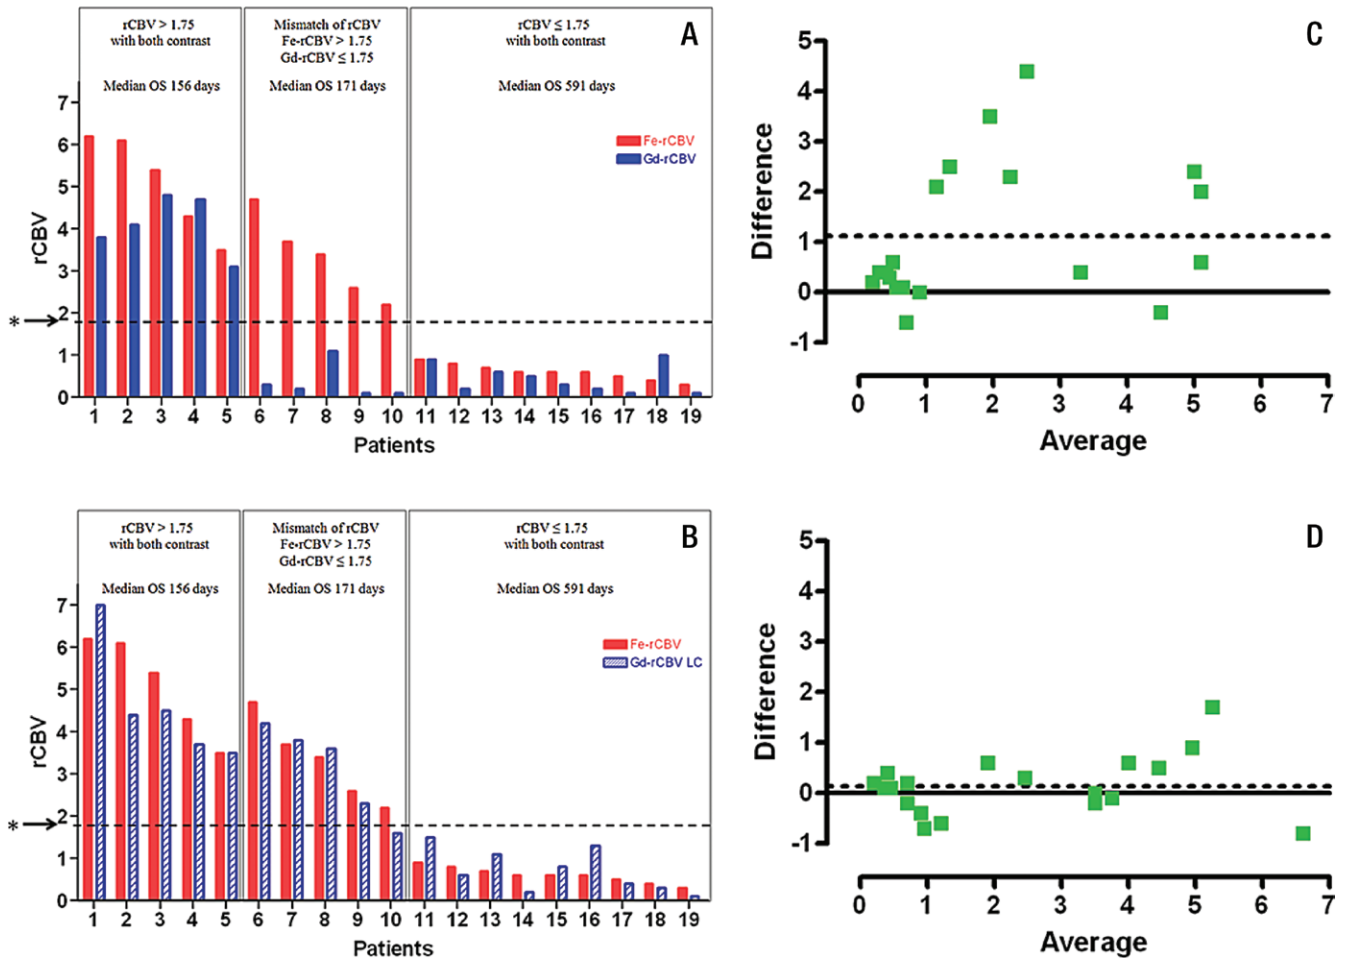 A
rCBV > 1.75
with both contrast
Median OS 156 days
Mismatch of rCBV
Fe-rCBV > 1.75
Gd-rCBV ≤ 1.75
Median OS 171 days
rCBV ≤ 1.75
with both contrast
Median OS 591 days
Fe-rCBV
Gd-rCBV
rCBV
7
6
5
4
3
2
1
0
*
1 2 3 4 5 6 7 8 9 10 11 12 13 14 15 16 17 18 19
Patients
C
Difference
5
4
3
2
1
0
-1
0 1 2 3 4 5 6 7
Average
B
rCBV > 1.75
with both contrast
Median OS 156 days
Mismatch of rCBV
Fe-rCBV > 1.75
Gd-rCBV ≤ 1.75
Median OS 171 days
rCBV ≤ 1.75
with both contrast
Median OS 591 days
Fe-rCBV
Gd-rCBV LC
rCBV
7
6
5
4
3
2
1
0
*
1 2 3 4 5 6 7 8 9 10 11 12 13 14 15 16 17 18 19
Patients
D
Difference
5
4
3
2
1
0
-1
0 1 2 3 4 5 6 7
Average